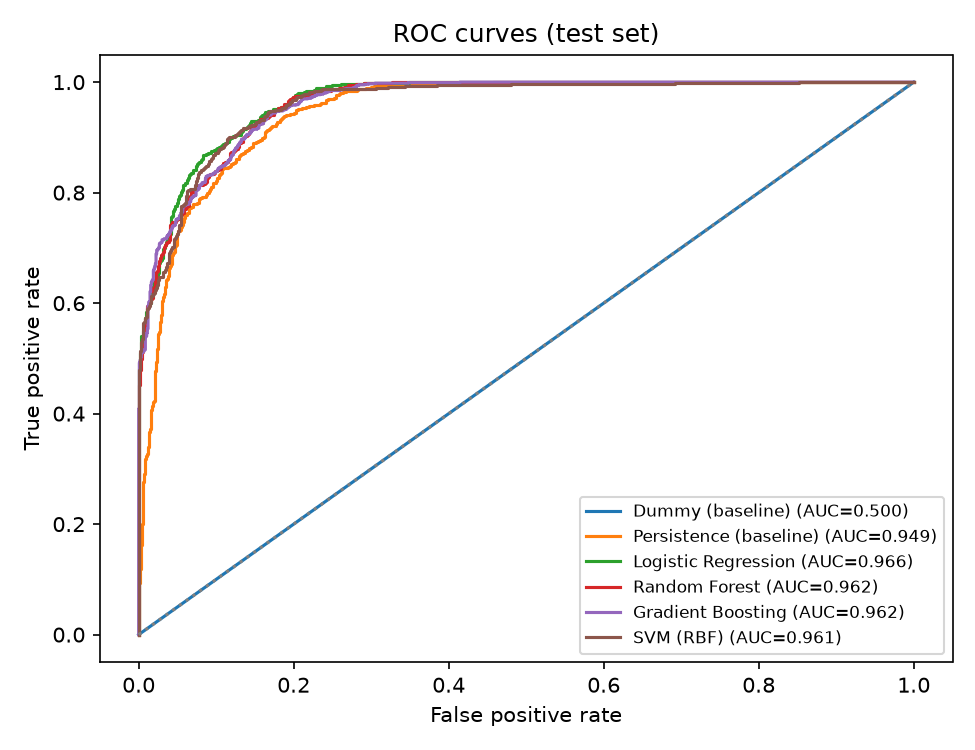 ROC curves (test set)
1.0
0.8
0.6
0.4
0.2
0.0
True positive rate
Dummy (baseline) (AUC=0.500)
Persistence (baseline) (AUC=0.949)
Logistic Regression (AUC=0.966)
Random Forest (AUC=0.962)
Gradient Boosting (AUC=0.962)
SVM (RBF) (AUC=0.961)
0.0 0.2 0.4 0.6 0.8 1.0
False positive rate